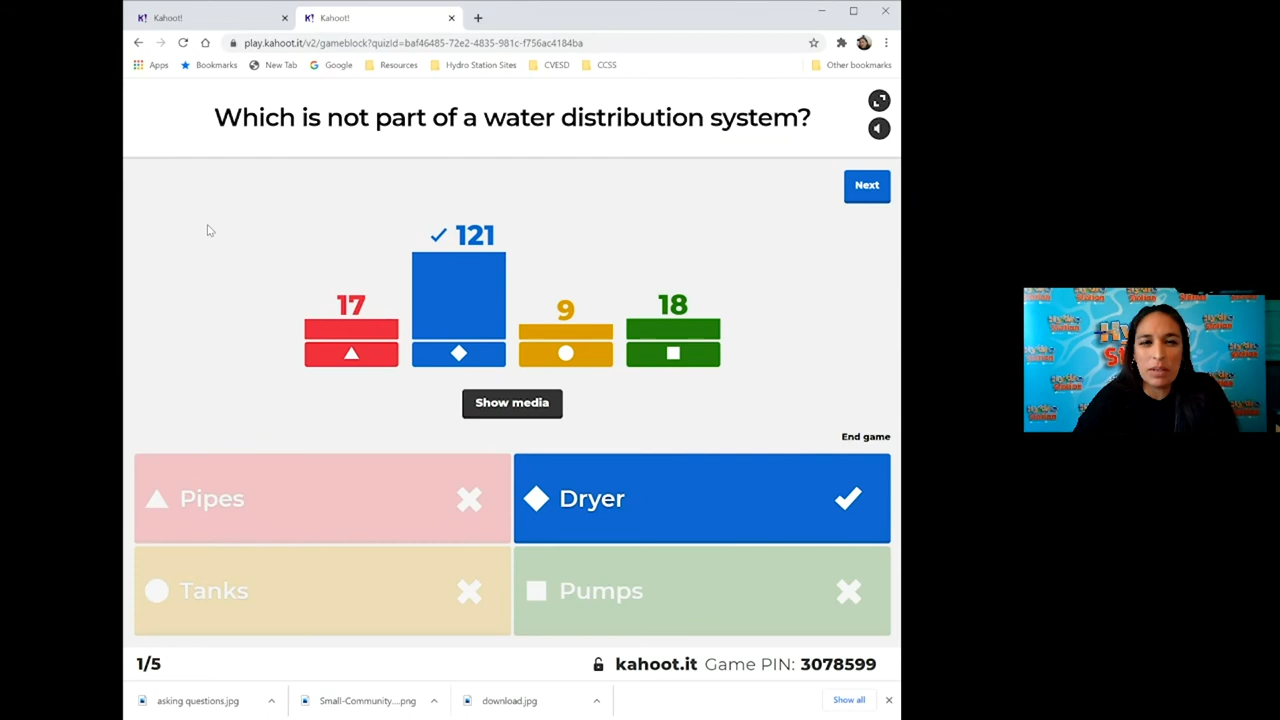 Kahoot!
Kahoot!
play.kahoot.it/v2/gameblock?quizId=baf46485-72e2-4835-981c-f756ac4184ba
Apps Bookmarks New Tab Google Resources Hydro Station Sites CVESD CCSS Other bookmarks
Which is not part of a water distribution system?
Next
17
121
9
18
Show media
End game
Pipes
Dryer
Tanks
Pumps
1/5
kahoot.it Game PIN: 3078599
asking questions.jpg
Small-Community....png
download.jpg
Show all
Hydro
Station